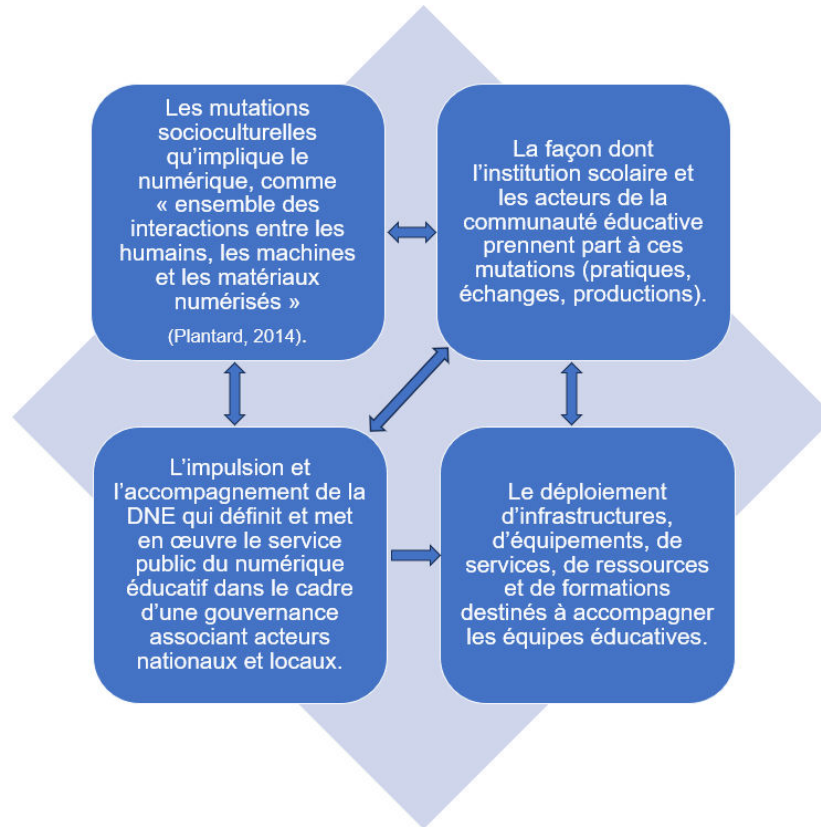 Les mutations
socioculturelles
qu’implique le
numérique, comme
« ensemble des
interactions entre les
humains, les machines
et les matériaux
numérisés »
(Plantard, 2014).
La façon dont
l’institution scolaire et
les acteurs de la
communauté éducative
prennent part à ces
mutations (pratiques,
échanges, productions).
L’impulsion et
l’accompagnement de la
DNE qui définit et met
en œuvre le service
public du numérique
éducatif dans le cadre
d’une gouvernance
associant acteurs
nationaux et locaux.
Le déploiement
d’infrastructures,
d’équipements, de
services, de ressources
et de formations
destinés à accompagner
les équipes éducatives.